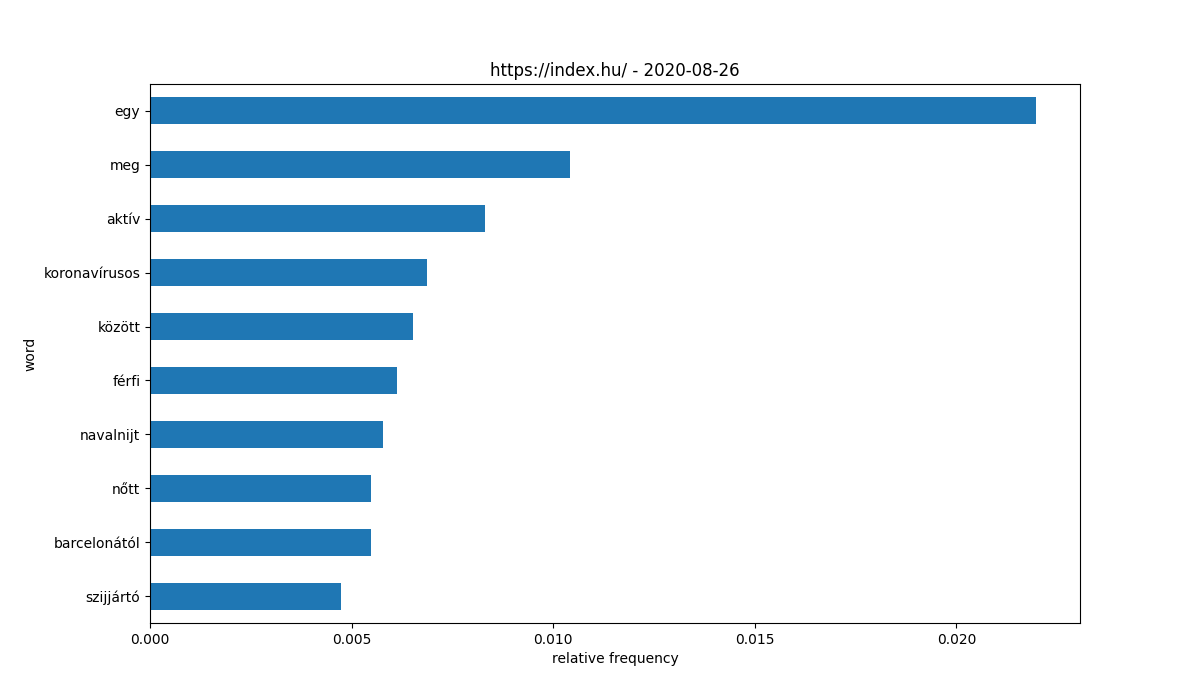 https://index.hu/ - 2020-08-26
egy
meg
aktív
koronavírusos
között
férfi
navalnijt
nőtt
barcelonától
szijjártó
word
0.000 0.005 0.010 0.015 0.020
relative frequency